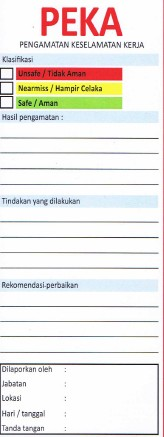 PEKA
PENGAMATAN KESELAMATAN KERJA
Klasifikasi
Unsafe / Tidak Aman
Nearmiss / Hampir Celaka
Safe / Aman
Hasil pengamatan :
Tindakan yang dilakukan
Rekomendasi-perbaikan
Dilaporkan oleh :
Jabatan :
Lokasi :
Hari / tanggal :
Tanda tangan :